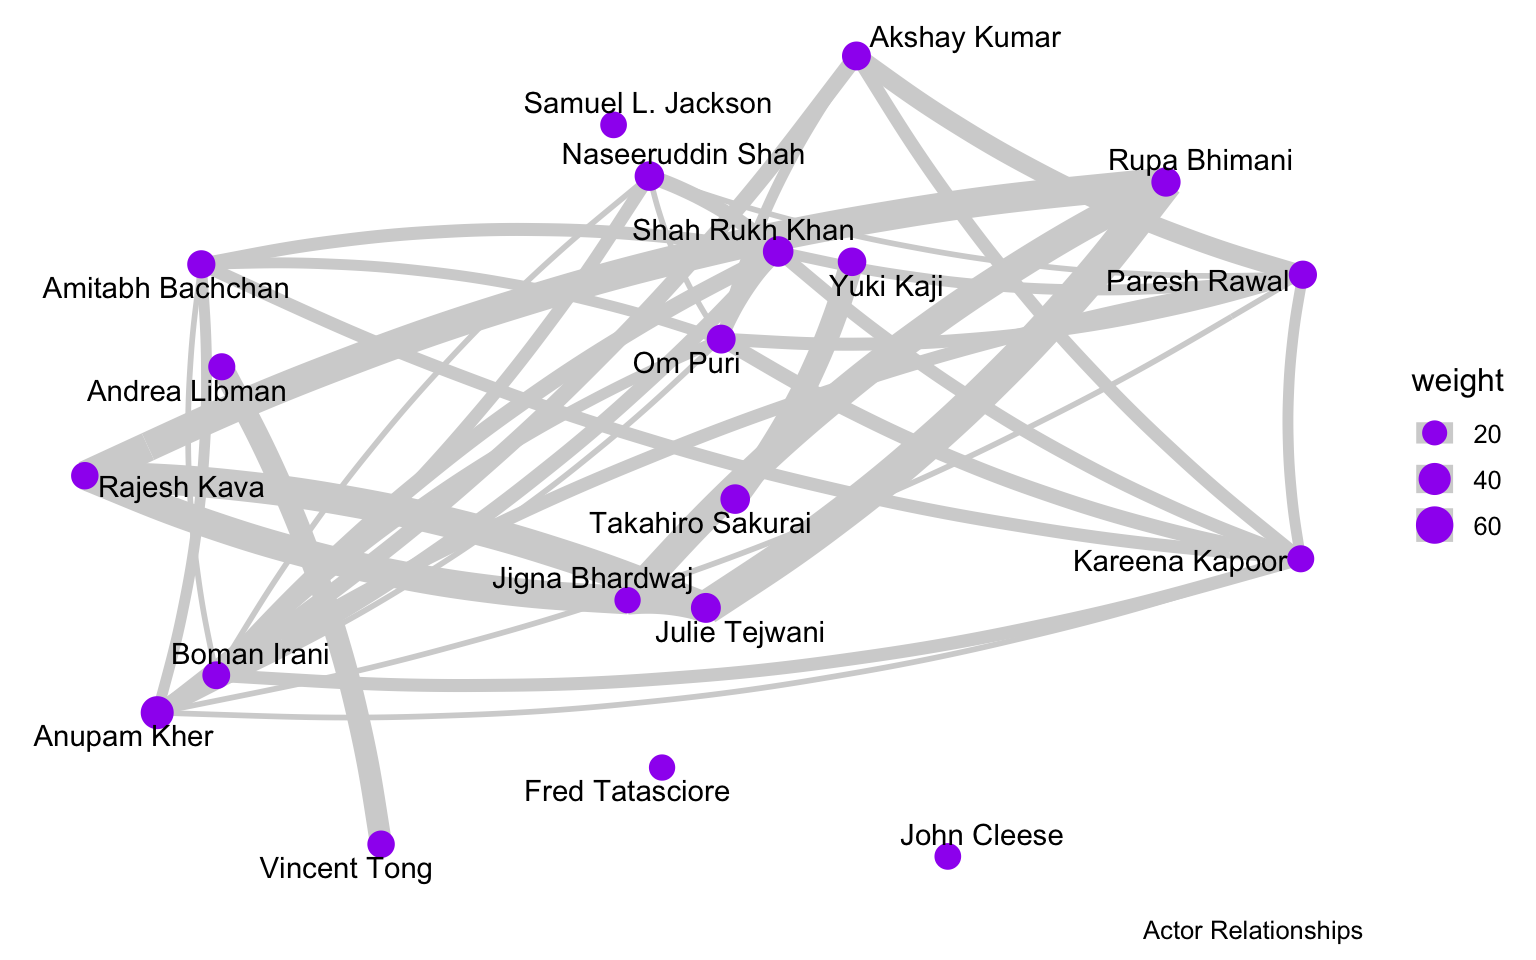 Akshay Kumar
Samuel L. Jackson
Naseeruddin Shah
Rupa Bhimani
Shah Rukh Khan
Yuki Kaji
Paresh Rawal
Amitabh Bachchan
Om Puri
Andrea Libman
weight
20
40
60
Rajesh Kava
Takahiro Sakurai
Kareena Kapoor
Jigna Bhardwaj
Julie Tejwani
Boman Irani
Anupam Kher
Fred Tatasciore
John Cleese
Vincent Tong
Actor Relationships